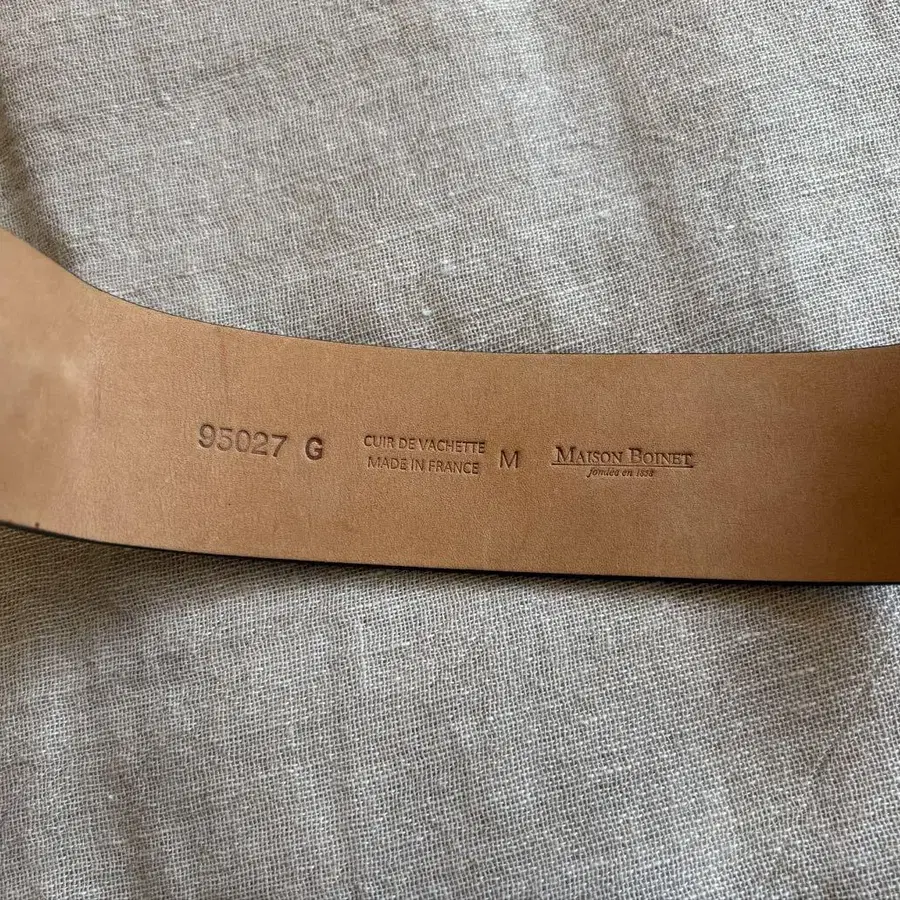 95027 G
CUIR DE VACHETTE
MADE IN FRANCE
M
MAISON BOINET
fondée en 1858